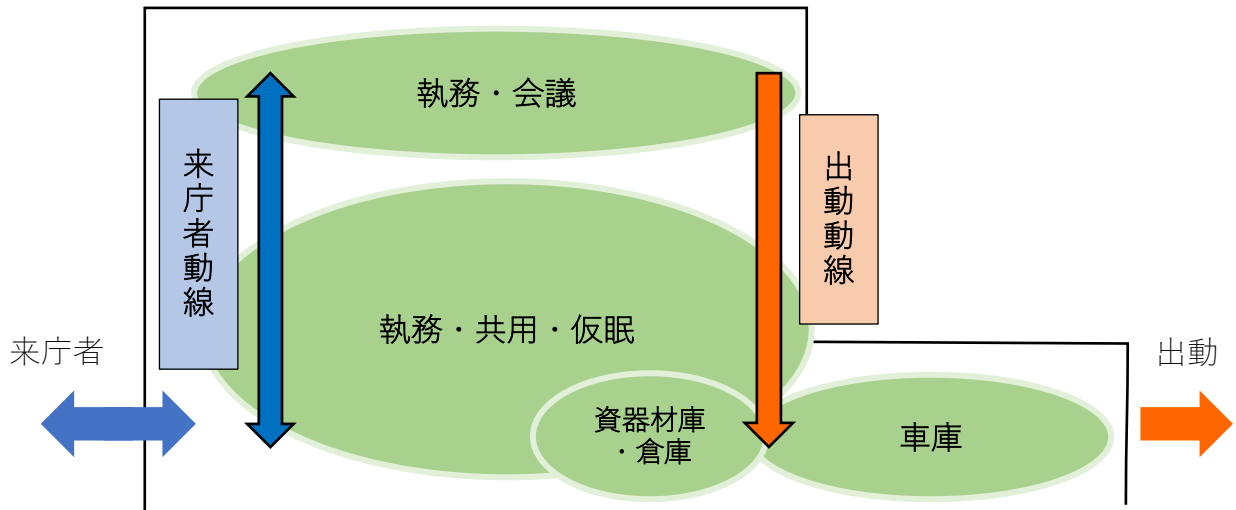 執務・会議
来庁者動線
出動動線
執務・共用・仮眠
来庁者
出動
資器材庫
・倉庫
車庫